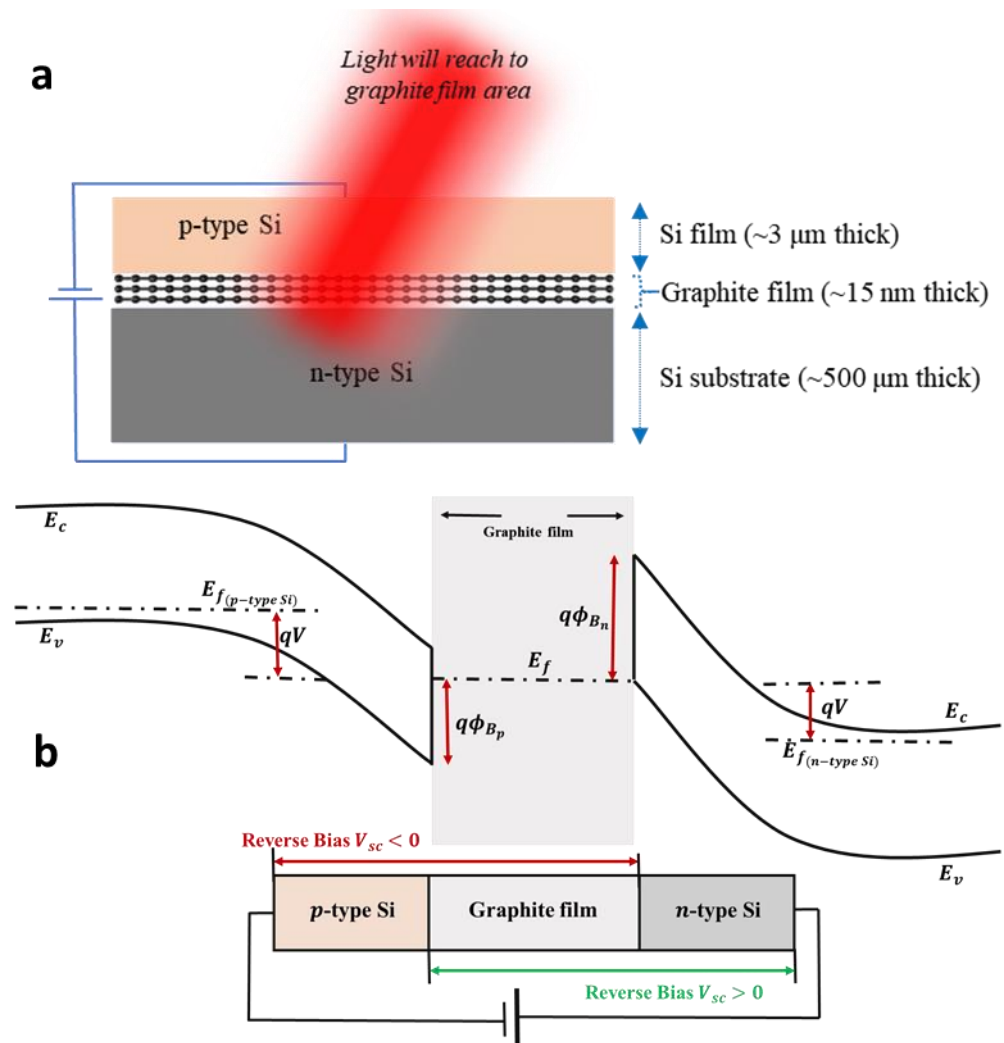 a
Light will reach to
graphite film area
p-type Si
n-type Si
Si film (~3 μm thick)
Graphite film (~15 nm thick)
Si substrate (~500 μm thick)
b
E_c
E_f(p-type Si)
E_v
qV
Graphite film
E_f
qϕ_B_p
qϕ_B_n
qV
E_c
E_f(n-type Si)
E_v
Reverse Bias V_sc < 0
p-type Si
Graphite film
n-type Si
Reverse Bias V_sc > 0